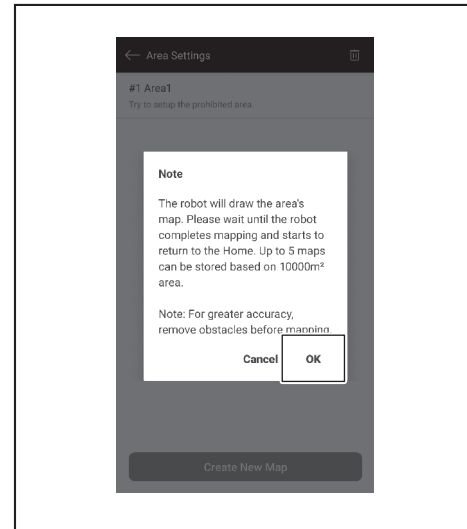 Area Settings
#1 Area1
Try to setup the prohibited area.
Note
The robot will draw the area's
map. Please wait until the robot
completes mapping and starts to
return to the Home. Up to 5 maps
can be stored based on 10000m²
area.
Note: For greater accuracy,
remove obstacles before mapping.
Cancel OK
Create New Map